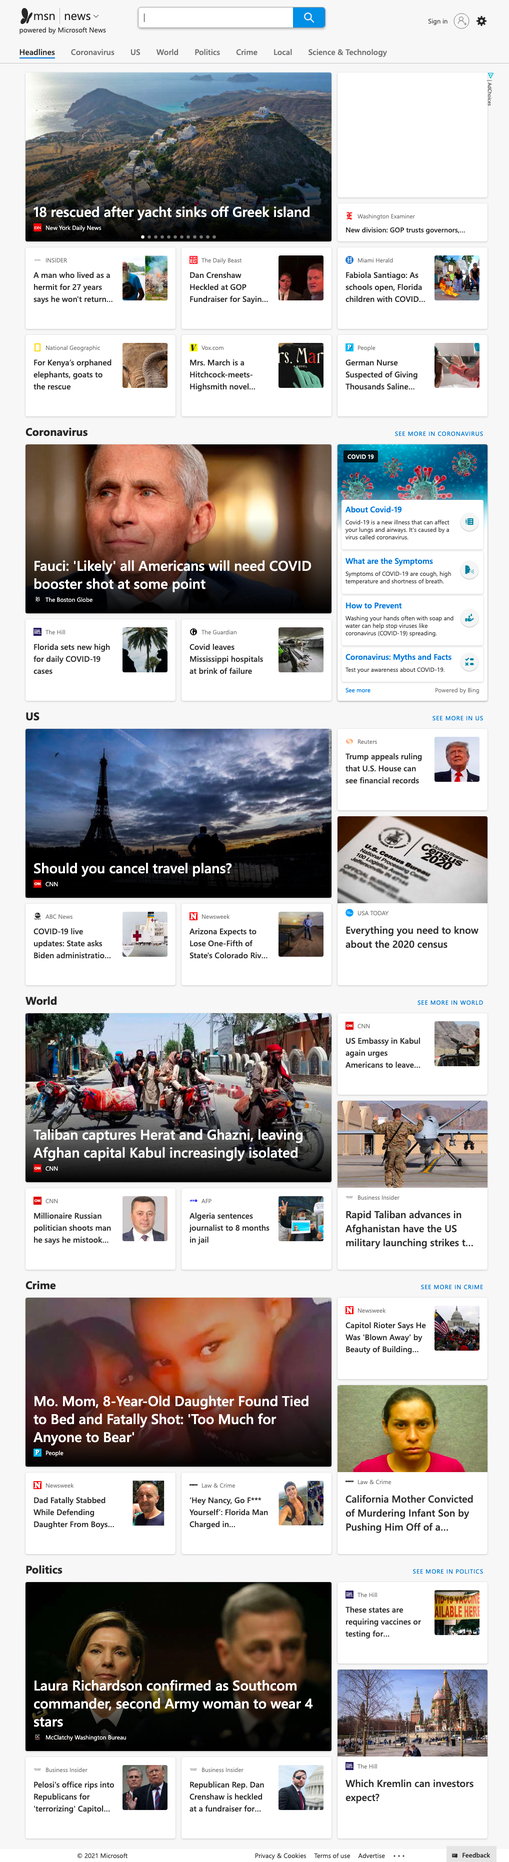 msn | news
powered by Microsoft News
Sign in
Headlines Coronavirus US World Politics Crime Local Science & Technology
AdChoices
18 rescued after yacht sinks off Greek island
New York Daily News
Washington Examiner
New division: GOP trusts governors,...
INSIDER
A man who lived as a
hermit for 27 years
says he won't return...
The Daily Beast
Dan Crenshaw
Heckled at GOP
Fundraiser for Sayin...
Miami Herald
Fabiola Santiago: As
schools open, Florida
children with COVID...
National Geographic
For Kenya's orphaned
elephants, goats to
the rescue
Vox.com
Mrs. March is a
Hitchcock-meets-
Highsmith novel...
rs. Mar
People
German Nurse
Suspected of Giving
Thousands Saline...
Coronavirus
SEE MORE IN CORONAVIRUS
Fauci: 'Likely' all Americans will need COVID
booster shot at some point
The Boston Globe
COVID 19
About Covid-19
Covid-19 is a new illness that can affect
your lungs and airways. It's caused by a
virus called coronavirus.
What are the Symptoms
Symptoms of COVID-19 are cough, high
temperature and shortness of breath.
How to Prevent
Washing your hands often with soap and
water can help stop viruses like
coronavirus (COVID-19) spreading.
Coronavirus: Myths and Facts
Test your awareness about COVID-19.
See more
Powered by Bing
The Hill
Florida sets new high
for daily COVID-19
cases
The Guardian
Covid leaves
Mississippi hospitals
at brink of failure
US
SEE MORE IN US
Should you cancel travel plans?
CNN
Reuters
Trump appeals ruling
that U.S. House can
see financial records
U.S. Census Bureau
Census
2020
USA TODAY
Everything you need to know
about the 2020 census
ABC News
COVID-19 live
updates: State asks
Biden administratio...
Newsweek
Arizona Expects to
Lose One-Fifth of
State's Colorado Riv...
World
SEE MORE IN WORLD
Taliban captures Herat and Ghazni, leaving
Afghan capital Kabul increasingly isolated
CNN
CNN
US Embassy in Kabul
again urges
Americans to leave...
Business Insider
Rapid Taliban advances in
Afghanistan have the US
military launching strikes t...
CNN
Millionaire Russian
politician shoots man
he says he mistook...
AFP
Algeria sentences
journalist to 8 months
in jail
Crime
SEE MORE IN CRIME
Mo. Mom, 8-Year-Old Daughter Found Tied
to Bed and Fatally Shot: 'Too Much for
Anyone to Bear'
People
Newsweek
Capitol Rioter Says He
Was 'Blown Away' by
Beauty of Building...
Law & Crime
California Mother Convicted
of Murdering Infant Son by
Pushing Him Off of a...
Newsweek
Dad Fatally Stabbed
While Defending
Daughter From Boys...
Law & Crime
'Hey Nancy, Go F***
Yourself': Florida Man
Charged in...
Politics
SEE MORE IN POLITICS
Laura Richardson confirmed as Southcom
commander, second Army woman to wear 4
stars
McClatchy Washington Bureau
The Hill
These states are
requiring vaccines or
testing for...
The Hill
Which Kremlin can investors
expect?
Business Insider
Pelosi's office rips into
Republicans for
'terrorizing' Capitol...
Business Insider
Republican Rep. Dan
Crenshaw is heckled
at a fundraiser for...
© 2021 Microsoft
Privacy & Cookies Terms of use Advertise
Feedback